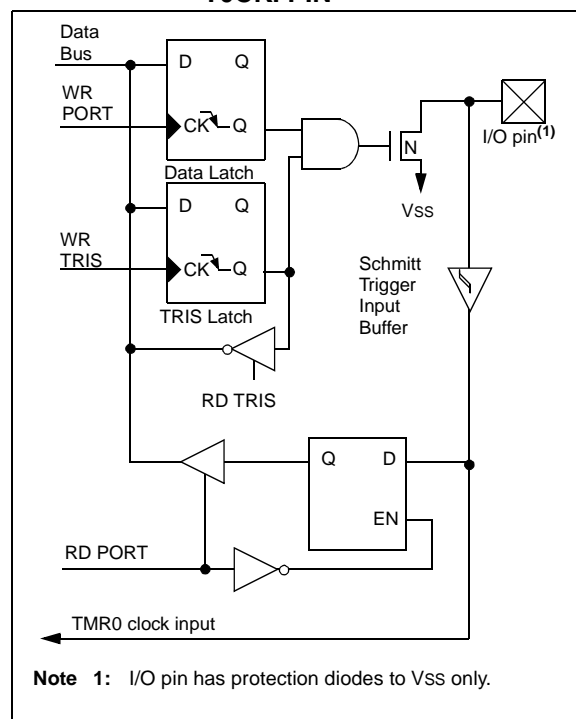 Data
Bus
D Q
WR
PORT
CK Q
Data Latch
I/O pin(1)
N
VSS
D Q
WR
TRIS
CK Q
TRIS Latch
Schmitt
Trigger
Input
Buffer
RD TRIS
Q D
EN
RD PORT
TMR0 clock input
Note 1: I/O pin has protection diodes to VSS only.